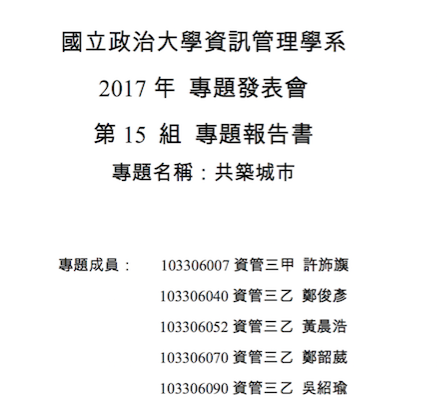 國立政治大學資訊管理學系
2017 年 專題發表會
第 15 組 專題報告書
專題名稱：共築城市
專題成員： 103306007 資管三甲 許斾旟
103306040 資管三乙 鄭俊彥
103306052 資管三乙 黃晨浩
103306070 資管三乙 鄭韶葳
103306090 資管三乙 吳紹瑜